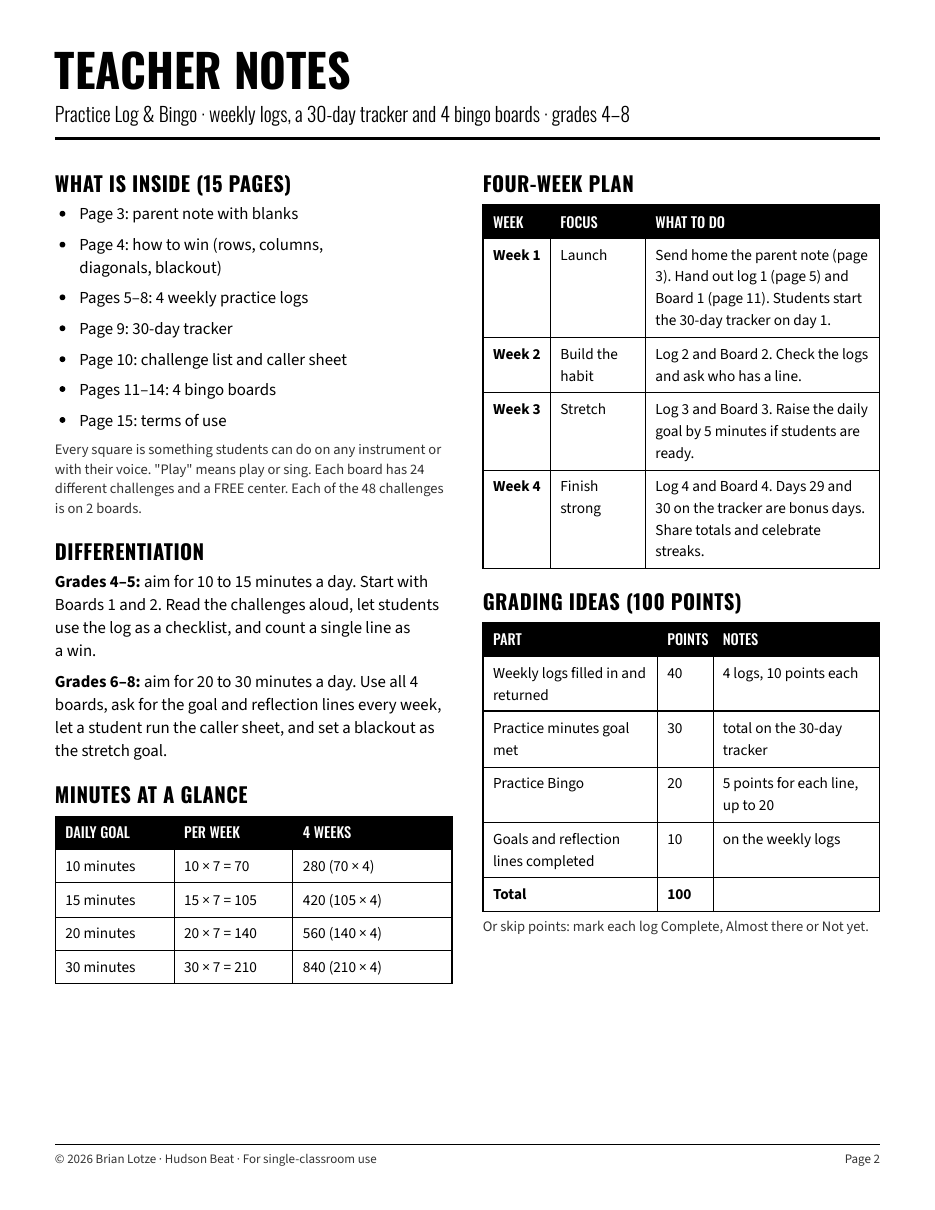 TEACHER NOTES
Practice Log & Bingo · weekly logs, a 30-day tracker and 4 bingo boards · grades 4–8
WHAT IS INSIDE (15 PAGES)
• Page 3: parent note with blanks
• Page 4: how to win (rows, columns,
diagonals, blackout)
• Pages 5–8: 4 weekly practice logs
• Page 9: 30-day tracker
• Page 10: challenge list and caller sheet
• Pages 11–14: 4 bingo boards
• Page 15: terms of use
Every square is something students can do on any instrument or
with their voice. "Play" means play or sing. Each board has 24
different challenges and a FREE center. Each of the 48 challenges
is on 2 boards.
DIFFERENTIATION
Grades 4–5: aim for 10 to 15 minutes a day. Start with
Boards 1 and 2. Read the challenges aloud, let students
use the log as a checklist, and count a single line as
a win.
Grades 6–8: aim for 20 to 30 minutes a day. Use all 4
boards, ask for the goal and reflection lines every week,
let a student run the caller sheet, and set a blackout as
the stretch goal.
MINUTES AT A GLANCE
DAILY GOAL PER WEEK 4 WEEKS
10 minutes 10 × 7 = 70 280 (70 × 4)
15 minutes 15 × 7 = 105 420 (105 × 4)
20 minutes 20 × 7 = 140 560 (140 × 4)
30 minutes 30 × 7 = 210 840 (210 × 4)
FOUR-WEEK PLAN
WEEK FOCUS WHAT TO DO
Week 1 Launch Send home the parent note (page
3). Hand out log 1 (page 5) and
Board 1 (page 11). Students start
the 30-day tracker on day 1.
Week 2 Build the Log 2 and Board 2. Check the logs
habit and ask who has a line.
Week 3 Stretch Log 3 and Board 3. Raise the daily
goal by 5 minutes if students are
ready.
Week 4 Finish Log 4 and Board 4. Days 29 and
strong 30 on the tracker are bonus days.
Share totals and celebrate
streaks.
GRADING IDEAS (100 POINTS)
PART POINTS NOTES
Weekly logs filled in and 40 4 logs, 10 points each
returned
Practice minutes goal 30 total on the 30-day
met tracker
Practice Bingo 20 5 points for each line,
up to 20
Goals and reflection 10 on the weekly logs
lines completed
Total 100
Or skip points: mark each log Complete, Almost there or Not yet.
© 2026 Brian Lotze · Hudson Beat · For single-classroom use Page 2